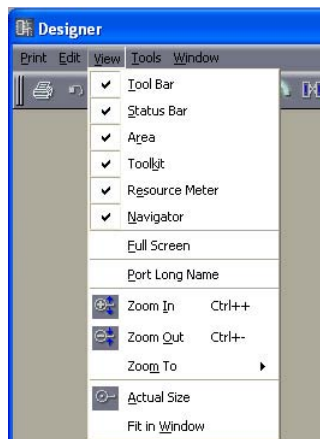 Designer
Print Edit View Tools Window
Tool Bar
Status Bar
Area
Toolkit
Resource Meter
Navigator
Full Screen
Port Long Name
Zoom In Ctrl++
Zoom Out Ctrl+-
Zoom To
Actual Size
Fit in Window